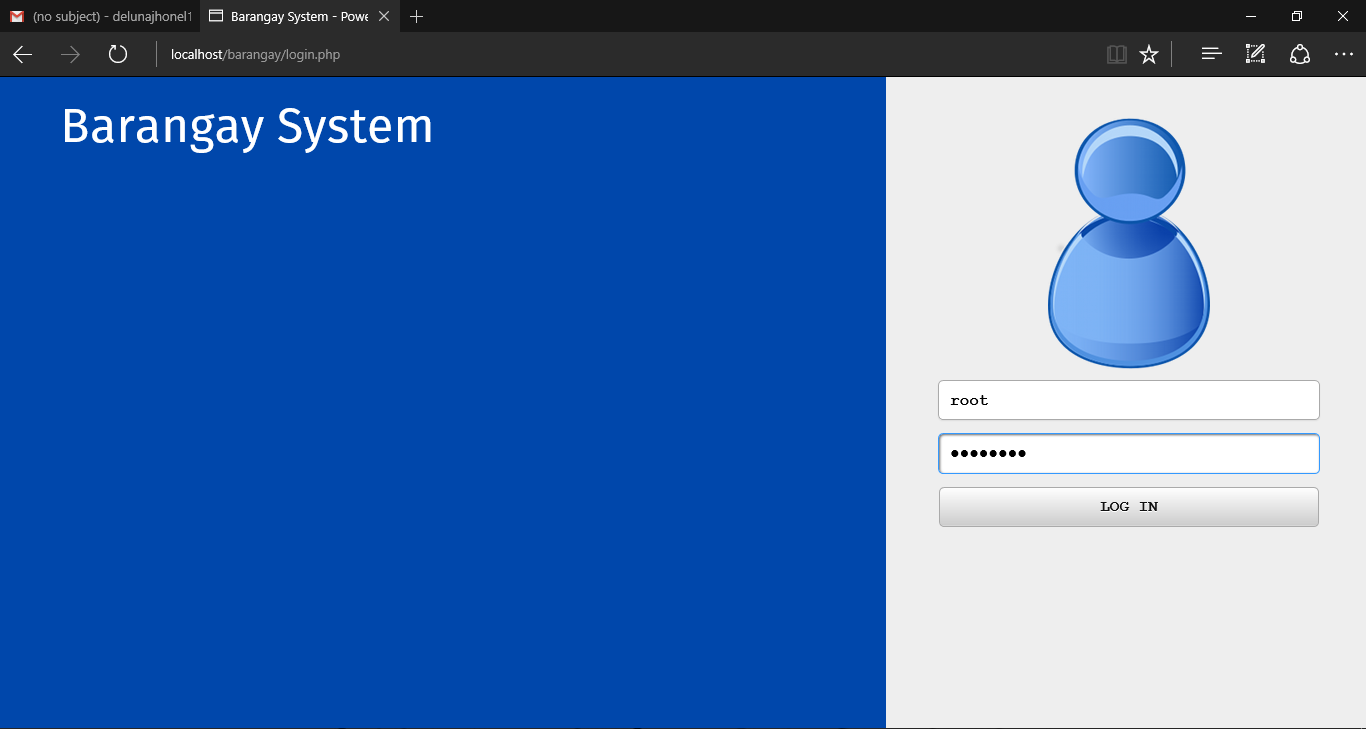 (no subject) - delunajhonel1
Barangay System - Powe
localhost/barangay/login.php
Barangay System
root
••••••••
LOG IN